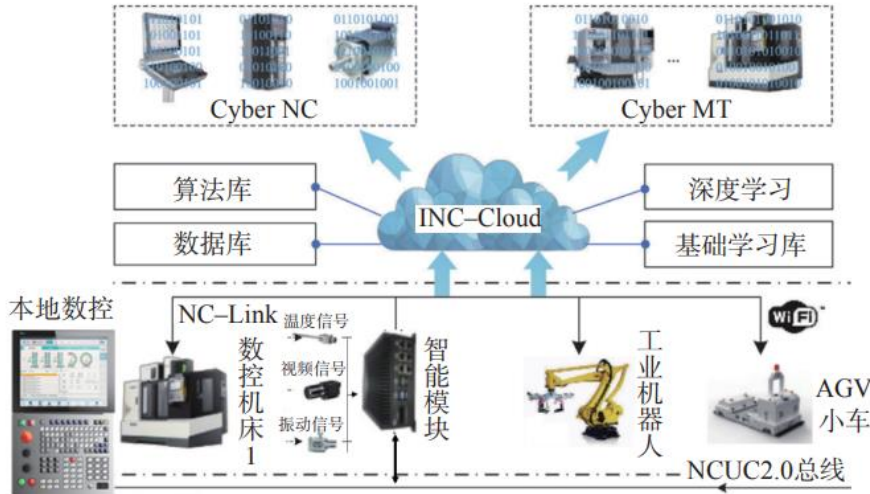 Cyber NC
Cyber MT
算法库
数据库
INC–Cloud
深度学习
基础学习库
本地数控
NC–Link
数控机床1
温度信号
视频信号
振动信号
智能模块
工业机器人
WiFi
AGV
小车
NCUC2.0总线